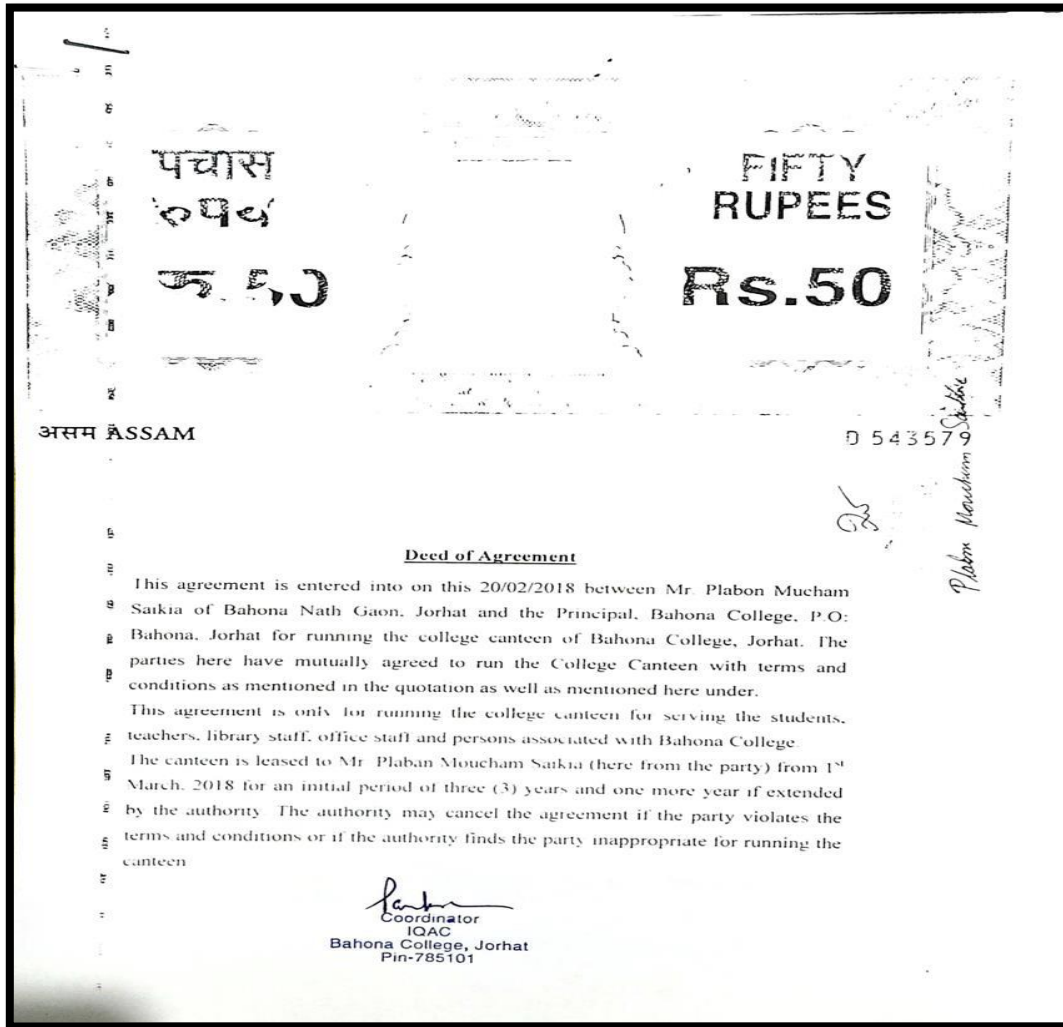 पचास
रुपये
FIFTY
RUPEES
रु.50
Rs.50
असम ASSAM
D 543579
Plabon Moucham Saikia
Deed of Agreement
This agreement is entered into on this 20/02/2018 between Mr. Plabon Mucham
Saikia of Bahona Nath Gaon, Jorhat and the Principal, Bahona College, P.O:
Bahona, Jorhat for running the college canteen of Bahona College, Jorhat. The
parties here have mutually agreed to run the College Canteen with terms and
conditions as mentioned in the quotation as well as mentioned here under.
This agreement is only for running the college canteen for serving the students,
teachers, library staff, office staff and persons associated with Bahona College.
The canteen is leased to Mr. Plaban Moucham Saikia (here from the party) from 1st
March, 2018 for an initial period of three (3) years and one more year if extended
by the authority. The authority may cancel the agreement if the party violates the
terms and conditions or if the authority finds the party inappropriate for running the
canteen
Coordinator
IQAC
Bahona College, Jorhat
Pin-785101